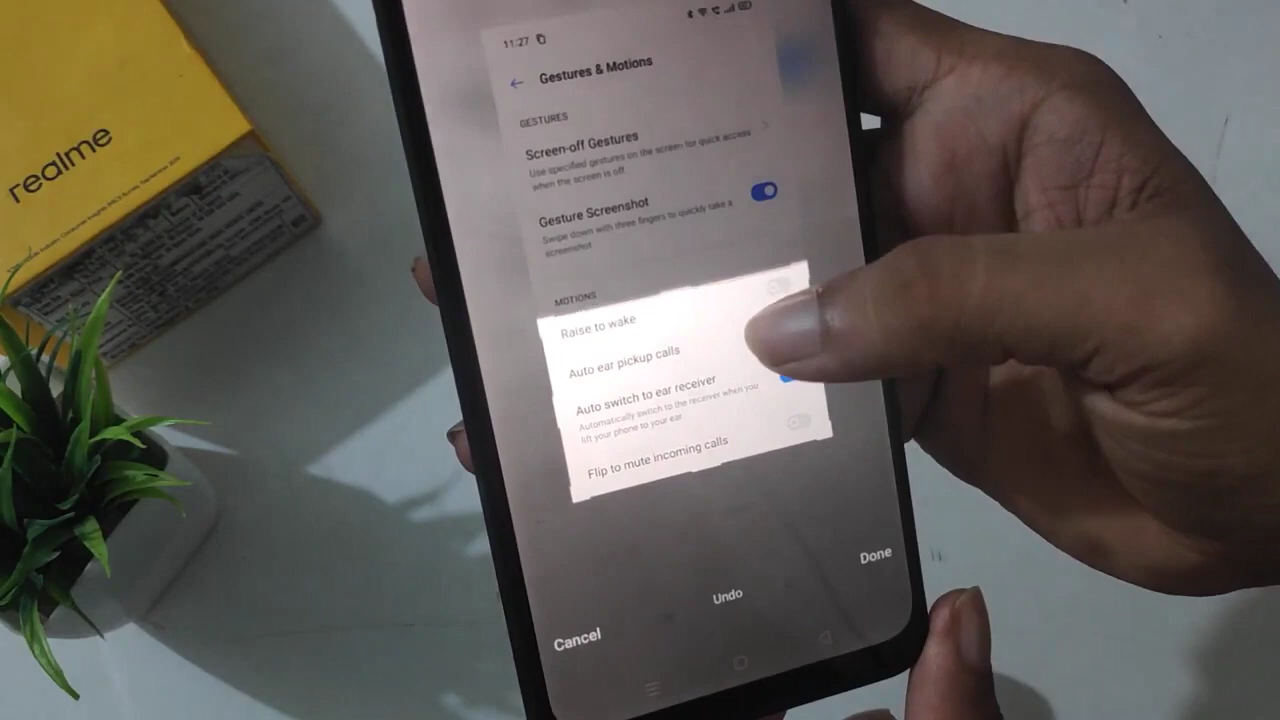 realme
11:27
Gestures & Motions
GESTURES
Screen-off Gestures
Use specified gestures on the screen for quick access
when the screen is off.
Gesture Screenshot
Swipe down with three fingers to quickly take a
screenshot
MOTIONS
Raise to wake
Auto ear pickup calls
Auto switch to ear receiver
Automatically switch to the receiver when you
lift your phone to your ear
Flip to mute incoming calls
Done
Undo
Cancel